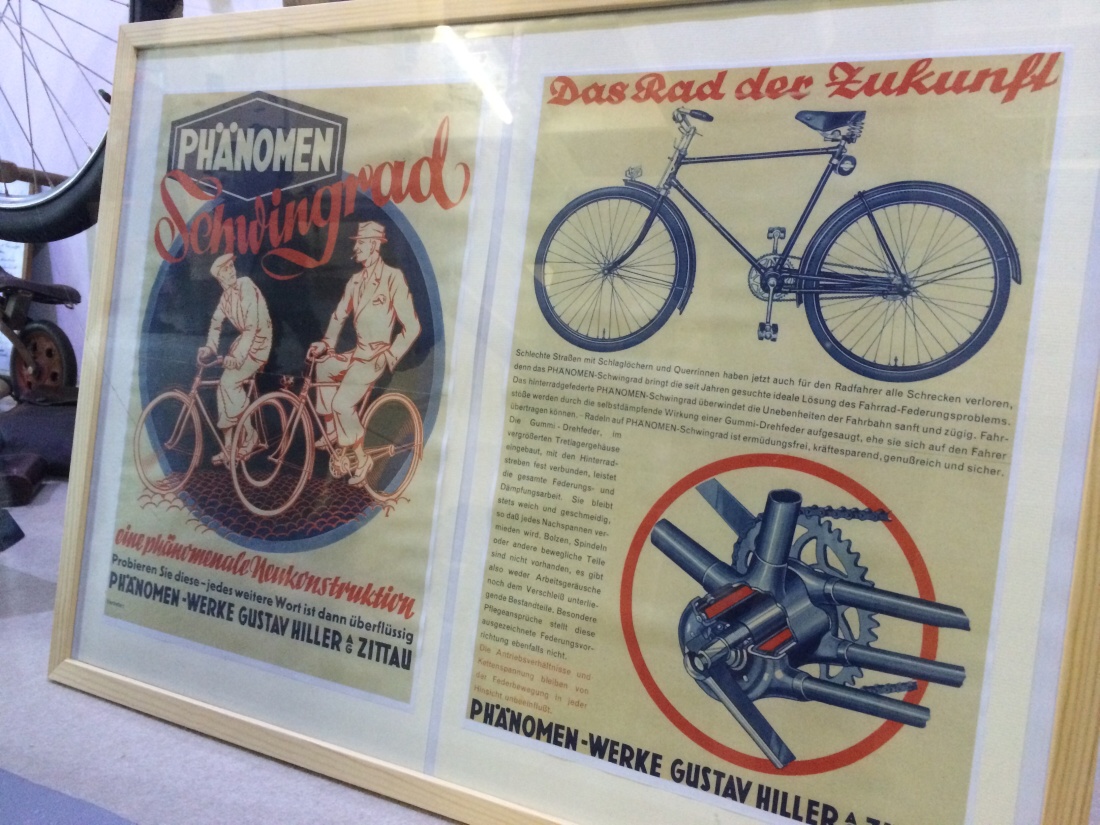 PHÄNOMEN
Schwingrad
eine phänomenale Neukonstruktion
Probieren Sie diese - jedes weitere Wort ist dann überflüssig
PHÄNOMEN-WERKE GUSTAV HILLER AG ZITTAU
Das Rad der Zukunft
Schlechte Straßen mit Schlaglöchern und Querrinnen haben jetzt auch für den Radfahrer alle Schrecken verloren,
denn das PHÄNOMEN-Schwingrad bringt die seit Jahren gesuchte ideale Lösung des Fahrrad-Federungsproblems.
Das hinterradgefederte PHÄNOMEN-Schwingrad überwindet die Unebenheiten der Fahrbahn sanft und zügig. Fahr-
stöße werden durch die selbstdämpfende Wirkung einer Gummi-Drehfeder aufgesaugt, ehe sie sich auf den Fahrer
übertragen können. - Radeln auf PHÄNOMEN-Schwingrad ist ermüdungsfrei, kräftesparend, genußreich und sicher.
Die Gummi-Drehfeder, im
vergrößerten Tretlagergehäuse
eingebaut, mit den Hinterrad-
streben fest verbunden, leistet
die gesamte Federungs- und
Dämpfungsarbeit. Sie bleibt
stets weich und geschmeidig,
so daß jedes Nachspannen ver-
mieden wird. Bolzen, Spindeln
oder andere bewegliche Teile
sind nicht vorhanden, es gibt
also weder Arbeitsgeräusche
noch dem Verschleiß unterlie-
gende Bestandteile. Besondere
Pflegeansprüche stellt diese
ausgezeichnete Federungsvor-
richtung ebenfalls nicht.
Die Antriebsverhältnisse und
Kettenspannung bleiben von
der Federbewegung in jeder
Hinsicht unbeeinflußt.
PHÄNOMEN-WERKE GUSTAV HILLER A